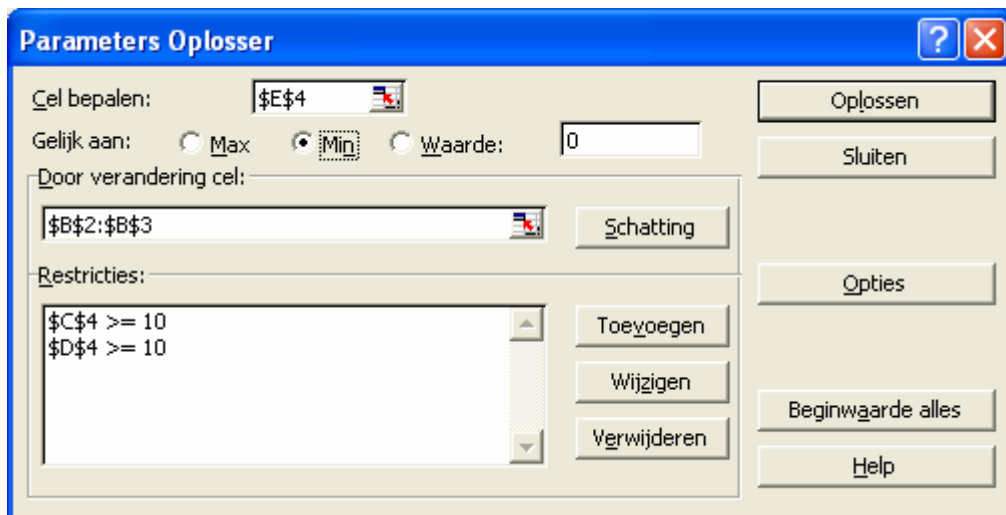 Parameters Oplosser
Cel bepalen: $E$4 Oplossen
Gelijk aan: Max Min Waarde: 0 Sluiten
Door verandering cel:
$B$2:$B$3 Schatting
Restricties: Opties
$C$4 >= 10 Toevoegen
$D$4 >= 10
Wijzigen
Beginwaarde alles
Verwijderen
Help